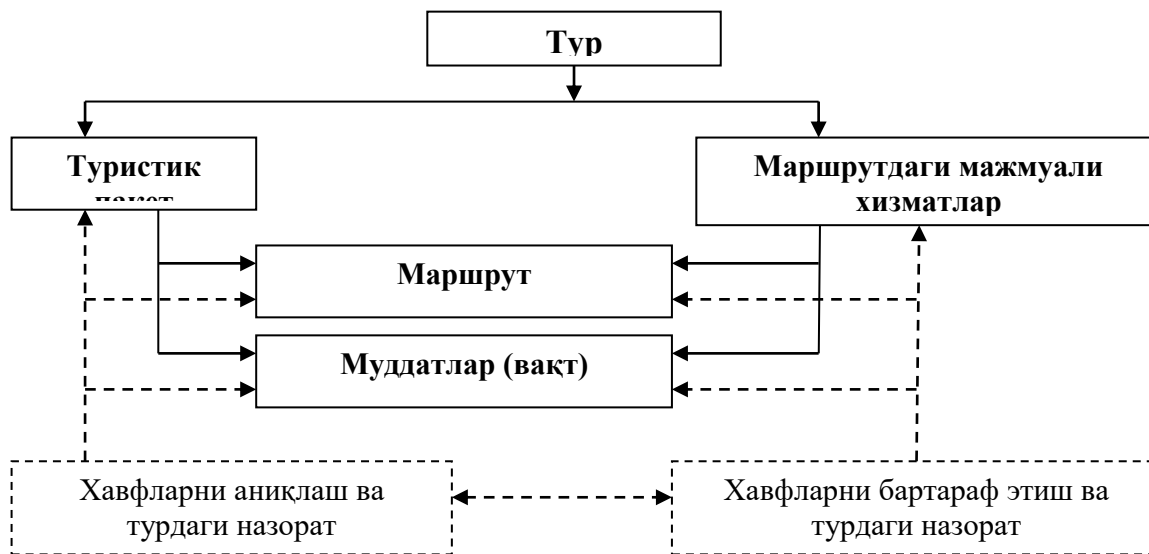 Тур
Туристик
пакет
Маршрутдаги мажмуали
хизматлар
Маршрут
Муддатлар (вақт)
Хавфларни аниқлаш ва
турдаги назорат
Хавфларни бартараф этиш ва
турдаги назорат